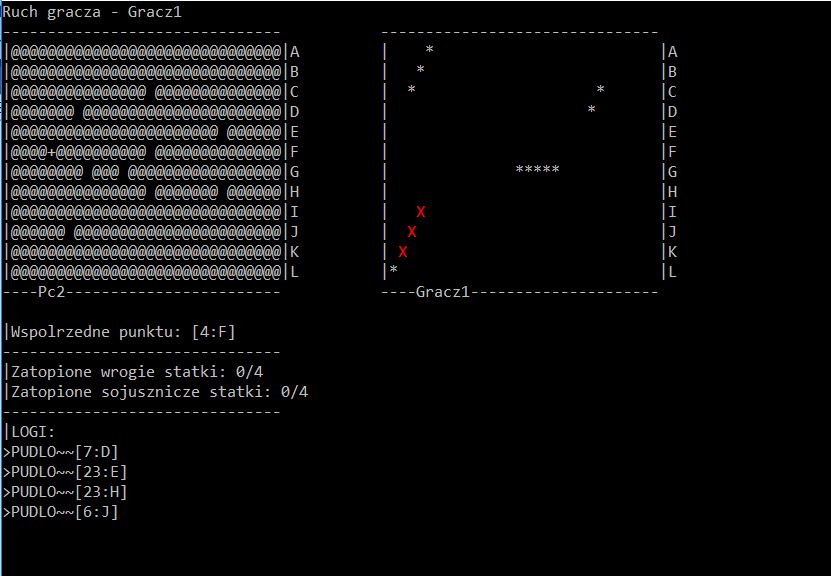 Ruch gracza - Gracz1
-------------------------------           -------------------------------
|@@@@@@@@@@@@@@@@@@@@@@@@@@@@@@|A         |    *                         |A
|@@@@@@@@@@@@@@@@@@@@@@@@@@@@@@|B         |   *                          |B
|@@@@@@@@@@@@@@@ @@@@@@@@@@@@@@|C         |  *                    *      |C
|@@@@@@@ @@@@@@@@@@@@@@@@@@@@@@|D         |                      *       |D
|@@@@@@@@@@@@@@@@@@@@@@@ @@@@@@|E         |                              |E
|@@@@+@@@@@@@@@@ @@@@@@@@@@@@@@|F         |                              |F
|@@@@@@@@ @@@ @@@@@@@@@@@@@@@@@|G         |              *****           |G
|@@@@@@@@@@@@@@@ @@@@@@@ @@@@@@|H         |                              |H
|@@@@@@@@@@@@@@@@@@@@@@@@@@@@@@|I         |   X                          |I
|@@@@@@ @@@@@@@@@@@@@@@@@@@@@@@|J         |  X                           |J
|@@@@@@@@@@@@@@@@@@@@@@@@@@@@@@|K         | X                            |K
|@@@@@@@@@@@@@@@@@@@@@@@@@@@@@@|L         |*                             |L
----Pc2------------------------           ----Gracz1---------------------
|Wspolrzedne punktu: [4:F]
-------------------------------
|Zatopione wrogie statki: 0/4
|Zatopione sojusznicze statki: 0/4
-------------------------------
|LOGI:
>PUDLO~~[7:D]
>PUDLO~~[23:E]
>PUDLO~~[23:H]
>PUDLO~~[6:J]